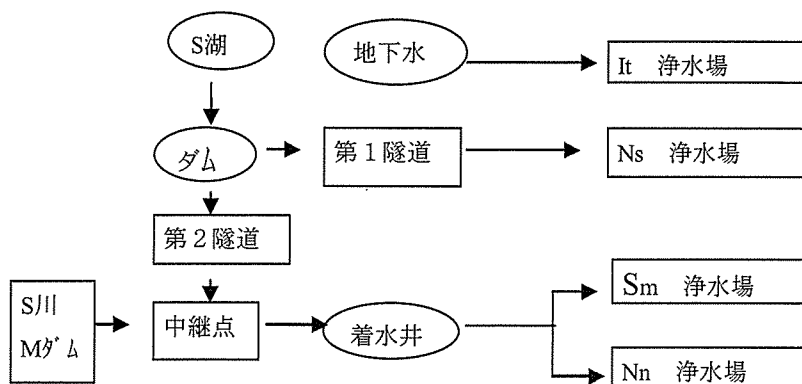 S湖
地下水
It 浄水場
ダム
第1隧道
Ns 浄水場
第2隧道
S川
Mダム
中継点
着水井
Sm 浄水場
Nn 浄水場